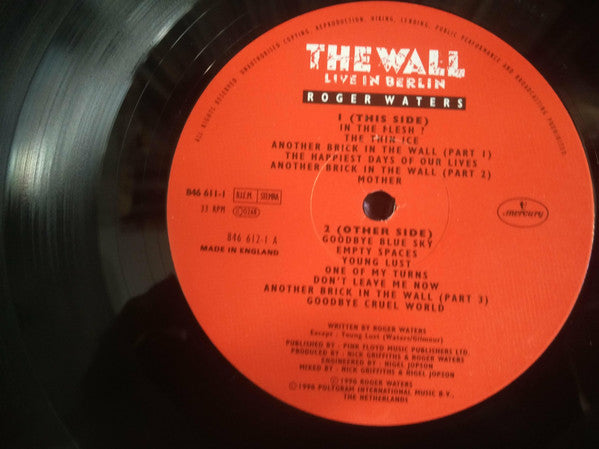 ALL RIGHTS RESERVED. UNAUTHORISED COPYING, REPRODUCTION, HIRING, LENDING, PUBLIC PERFORMANCE AND BROADCASTING PROHIBITED.
THE WALL
LIVE IN BERLIN
ROGER WATERS
1 (THIS SIDE)
IN THE FLESH ?
THE THIN ICE
ANOTHER BRICK IN THE WALL (PART 1)
THE HAPPIEST DAYS OF OUR LIVES
ANOTHER BRICK IN THE WALL (PART 2)
MOTHER
846 611-1 B.I.E.M. STEMRA
33 RPM
846 612-1 A
MADE IN ENGLAND
mercury
2 (OTHER SIDE)
GOODBYE BLUE SKY
EMPTY SPACES
YOUNG LUST
ONE OF MY TURNS
DON'T LEAVE ME NOW
ANOTHER BRICK IN THE WALL (PART 3)
GOODBYE CRUEL WORLD
WRITTEN BY ROGER WATERS
Except - Young Lust (Waters/Gilmour)
PUBLISHED BY - PINK FLOYD MUSIC PUBLISHERS LTD.
PRODUCED BY - NICK GRIFFITHS & ROGER WATERS
ENGINEERED BY - NIGEL JOPSON
MIXED BY - NICK GRIFFITHS & NIGEL JOPSON
Ⓟ1990 ROGER WATERS
©1990 POLYGRAM INTERNATIONAL MUSIC B.V.,
THE NETHERLANDS